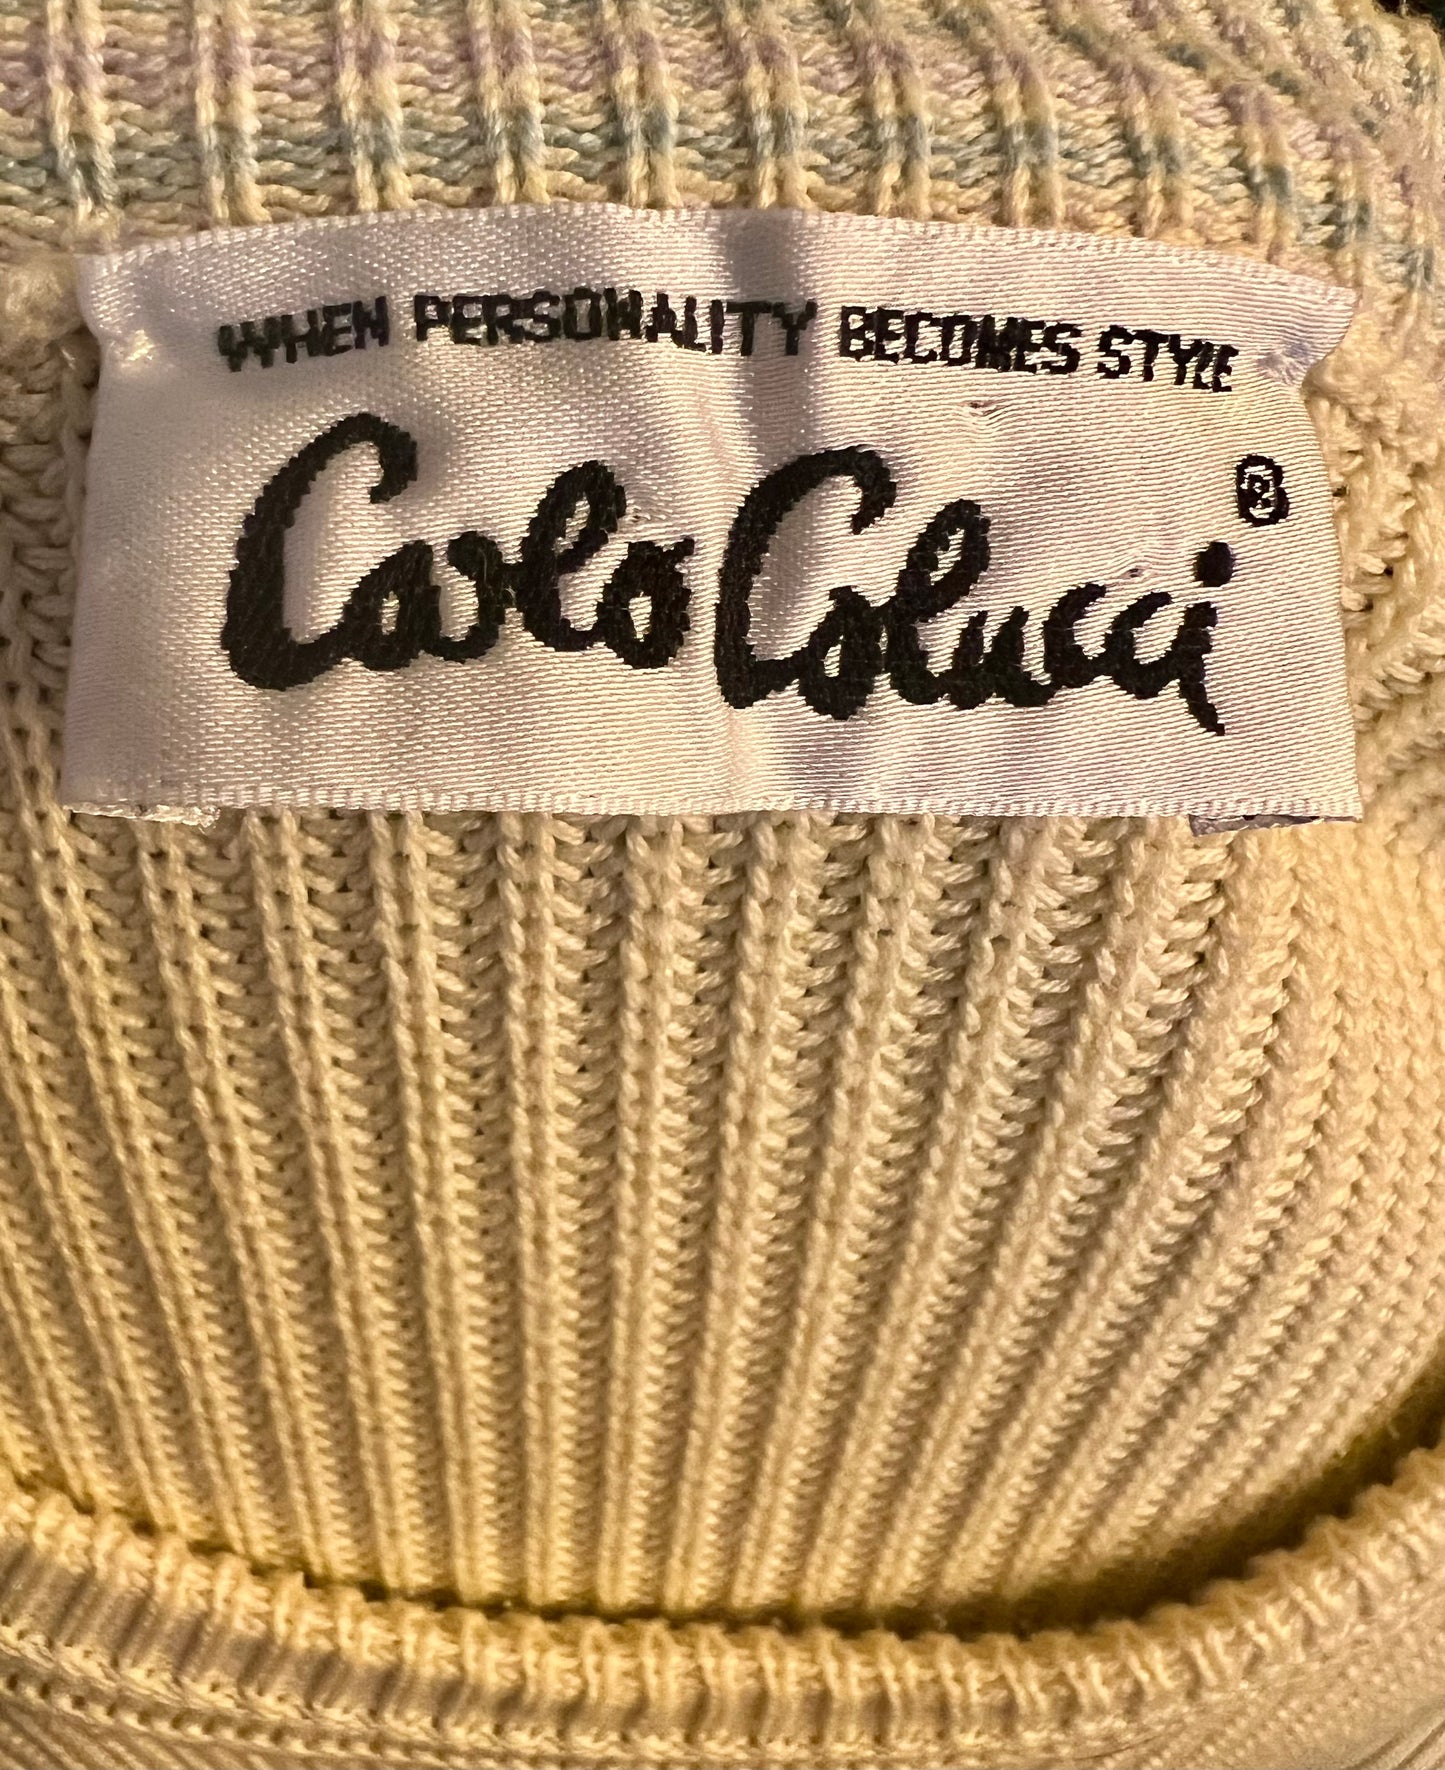 WHEN PERSONALITY BECOMES STYLE
Carlo Colucci ®